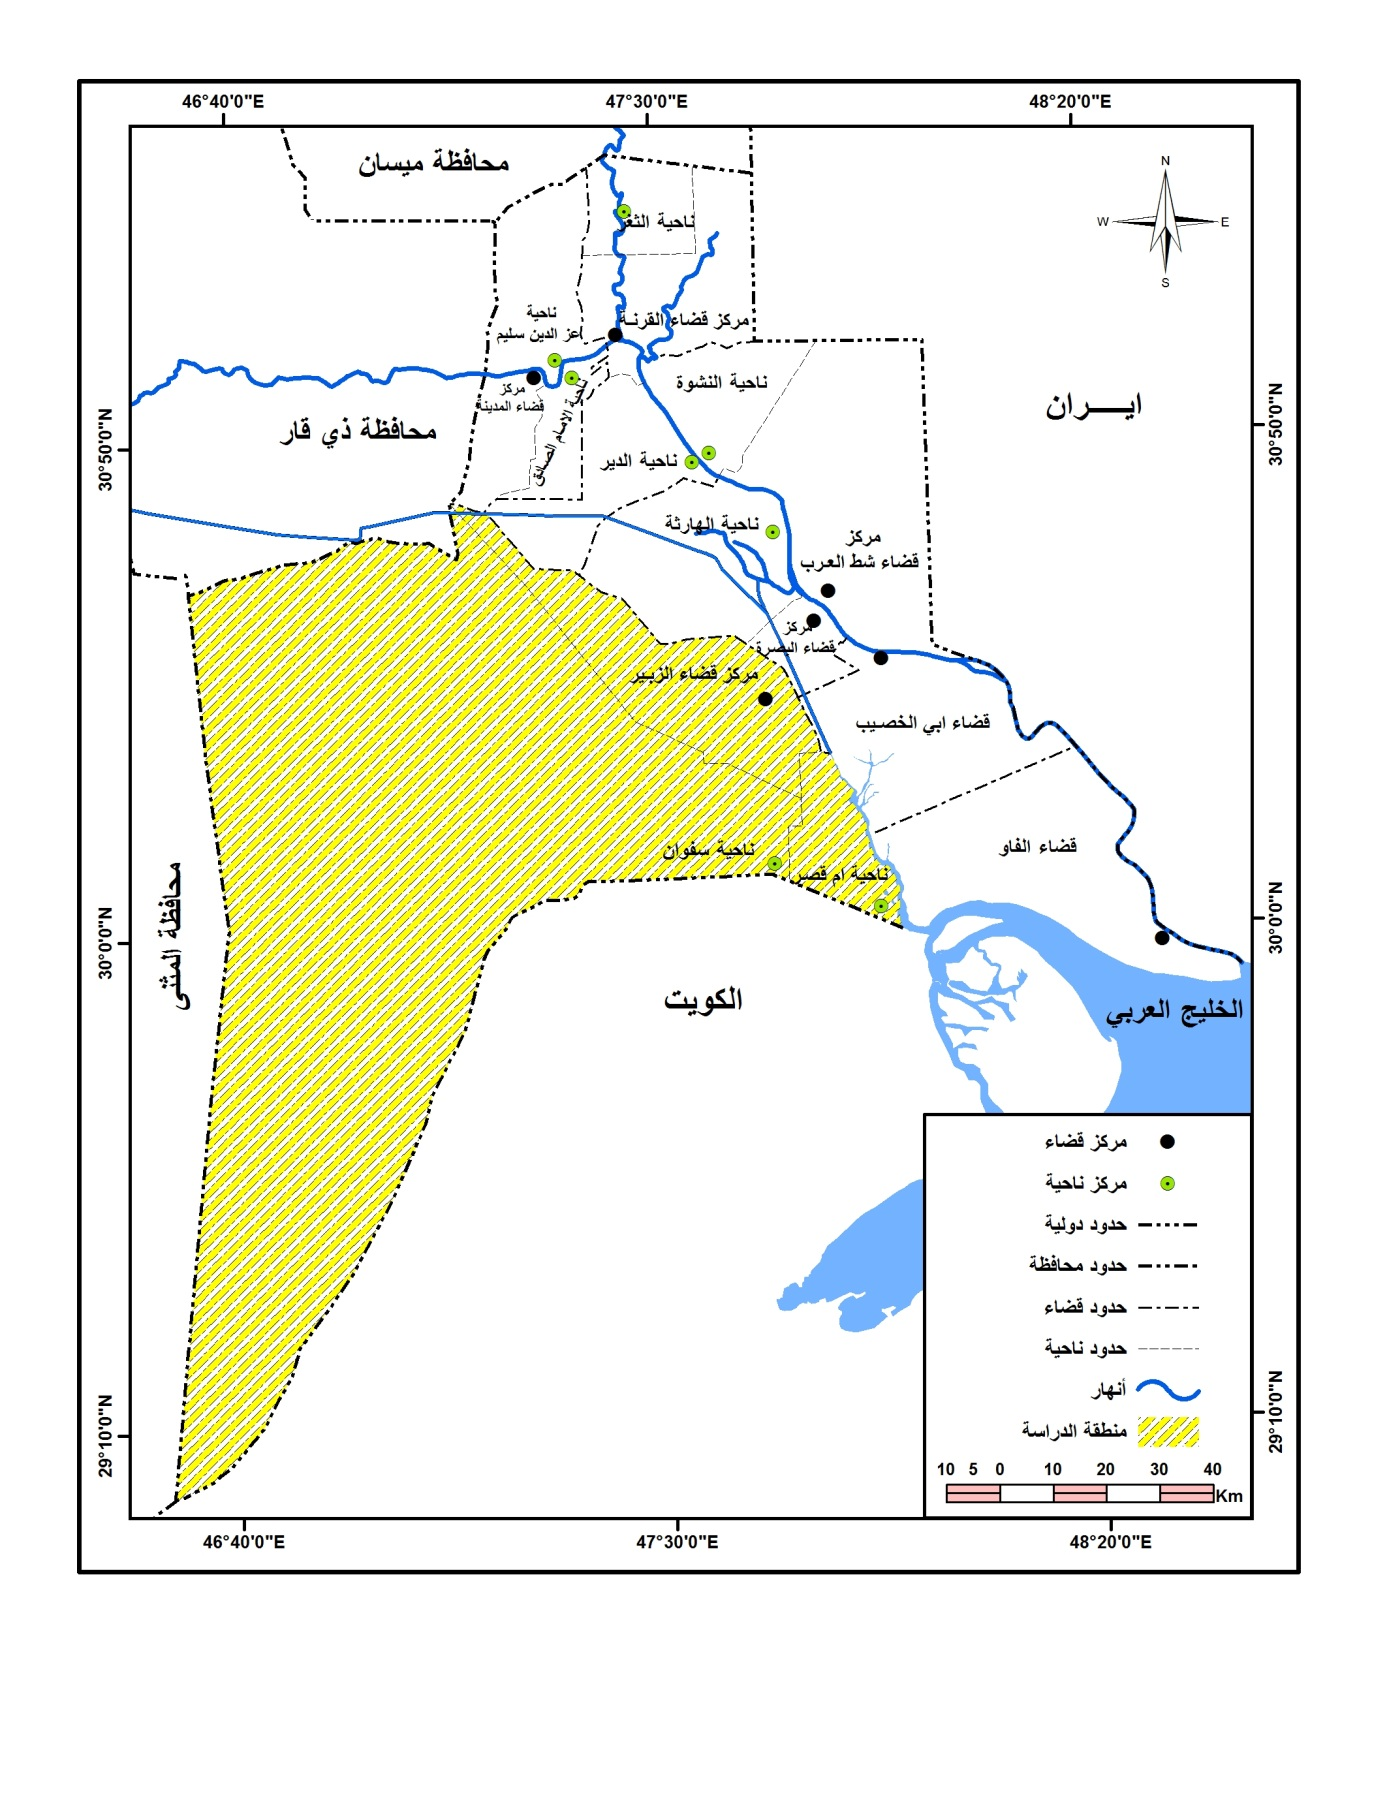 46°40'0"E
47°30'0"E
48°20'0"E
محافظة ميسان
N
W
E
S
ناحية الثغر
ناحية
عز الدين سليم
مركز قضاء القرنـة
مركز
قضاء المدينة
ناحية الامام الصادق
ناحية النشوة
ايــــران
محافظة ذي قار
30°50'0"N
30°50'0"N
ناحية الدير
ناحية الهارثة
مركز
قضاء شط العرب
مركز
قضاء البصرة
مركز قضاء الزبـير
قضاء ابي الخصـيب
ناحية سفوان
ناحية ام قصر
قضاء الفاو
محافظة المثنى
30°0'0"N
30°0'0"N
الكويت
الخليج العربي
مركز قضاء
مركز ناحية
حدود دولية
حدود محافظة
حدود قضاء
حدود ناحية
أنهار
منطقة الدراسة
10 5 0 10 20 30 40
Km
29°10'0"N
29°10'0"N
46°40'0"E
47°30'0"E
48°20'0"E